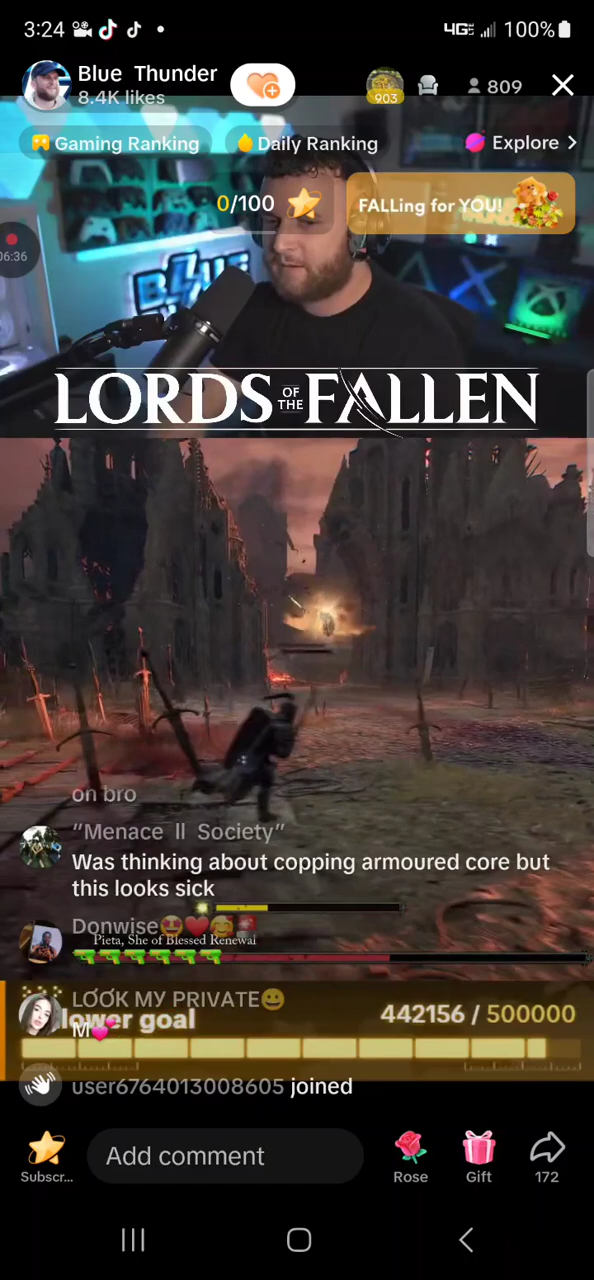 3:24
4G
100%
Blue Thunder
8.4K likes
903
809
Gaming Ranking
Daily Ranking
Explore
0/100
FALLing for YOU!
06:36
BLUE
LORDS OF THE FALLEN
on bro
"Menace ll Society"
Was thinking about copping armoured core but
this looks sick
Donwise
Pieta, She of Blessed Renewal
LOOK MY PRIVATE
lower goal
442156 / 500000
M
user6764013008605 joined
Subscr...
Add comment
Rose
Gift
172